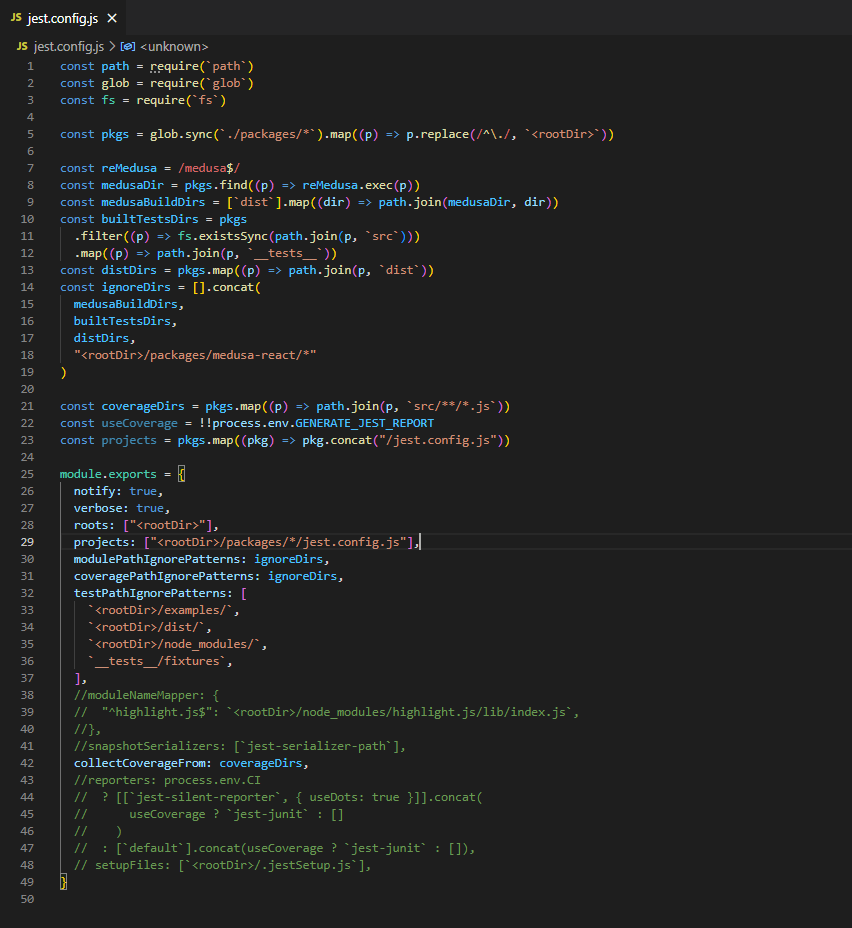 JS jest.config.js ×
JS jest.config.js > <unknown>
1 const path = require(`path`)
2 const glob = require(`glob`)
3 const fs = require(`fs`)
4
5 const pkgs = glob.sync(`./packages/*`).map((p) => p.replace(/^\./, `<rootDir>`))
6
7 const reMedusa = /medusa$/
8 const medusaDir = pkgs.find((p) => reMedusa.exec(p))
9 const medusaBuildDirs = [`dist`].map((dir) => path.join(medusaDir, dir))
10 const builtTestsDirs = pkgs
11   .filter((p) => fs.existsSync(path.join(p, `src`)))
12   .map((p) => path.join(p, `__tests__`))
13 const distDirs = pkgs.map((p) => path.join(p, `dist`))
14 const ignoreDirs = [].concat(
15   medusaBuildDirs,
16   builtTestsDirs,
17   distDirs,
18   "<rootDir>/packages/medusa-react/*"
19 )
20
21 const coverageDirs = pkgs.map((p) => path.join(p, `src/**/*.js`))
22 const useCoverage = !!process.env.GENERATE_JEST_REPORT
23 const projects = pkgs.map((pkg) => pkg.concat("/jest.config.js"))
24
25 module.exports = {
26   notify: true,
27   verbose: true,
28   roots: ["<rootDir>"],
29   projects: ["<rootDir>/packages/*/jest.config.js"],
30   modulePathIgnorePatterns: ignoreDirs,
31   coveragePathIgnorePatterns: ignoreDirs,
32   testPathIgnorePatterns: [
33     `<rootDir>/examples/`,
34     `<rootDir>/dist/`,
35     `<rootDir>/node_modules/`,
36     `__tests__/fixtures`,
37   ],
38   //moduleNameMapper: {
39   //  "^highlight.js$": `<rootDir>/node_modules/highlight.js/lib/index.js`,
40   //},
41   //snapshotSerializers: [`jest-serializer-path`],
42   collectCoverageFrom: coverageDirs,
43   //reporters: process.env.CI
44   //  ? [[`jest-silent-reporter`, { useDots: true }]].concat(
45   //      useCoverage ? `jest-junit` : []
46   //    )
47   //  : [`default`].concat(useCoverage ? `jest-junit` : []),
48   // setupFiles: [`<rootDir>/.jestSetup.js`],
49 }
50